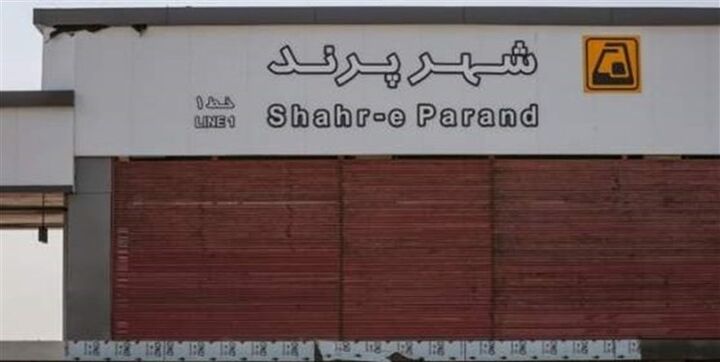 شهر پرند
خط ۱
LINE 1
Shahr-e Parand